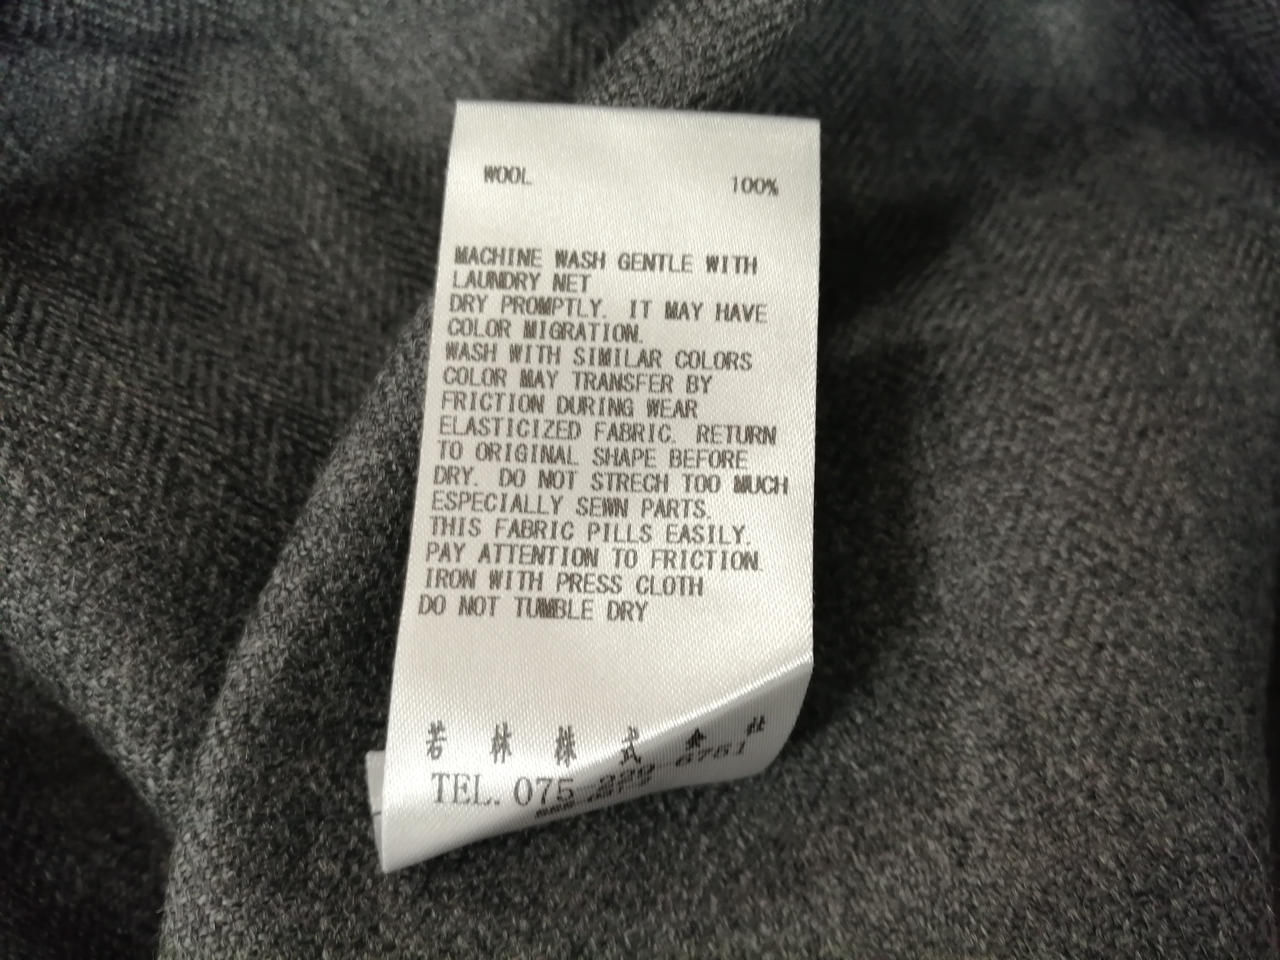 WOOL 100%
MACHINE WASH GENTLE WITH
LAUNDRY NET
DRY PROMPTLY. IT MAY HAVE
COLOR MIGRATION.
WASH WITH SIMILAR COLORS
COLOR MAY TRANSFER BY
FRICTION DURING WEAR
ELASTICIZED FABRIC. RETURN
TO ORIGINAL SHAPE BEFORE
DRY. DO NOT STRECH TOO MUCH
ESPECIALLY SEWN PARTS.
THIS FABRIC PILLS EASILY.
PAY ATTENTION TO FRICTION.
IRON WITH PRESS CLOTH
DO NOT TUMBLE DRY
若林株式会社
TEL. 075